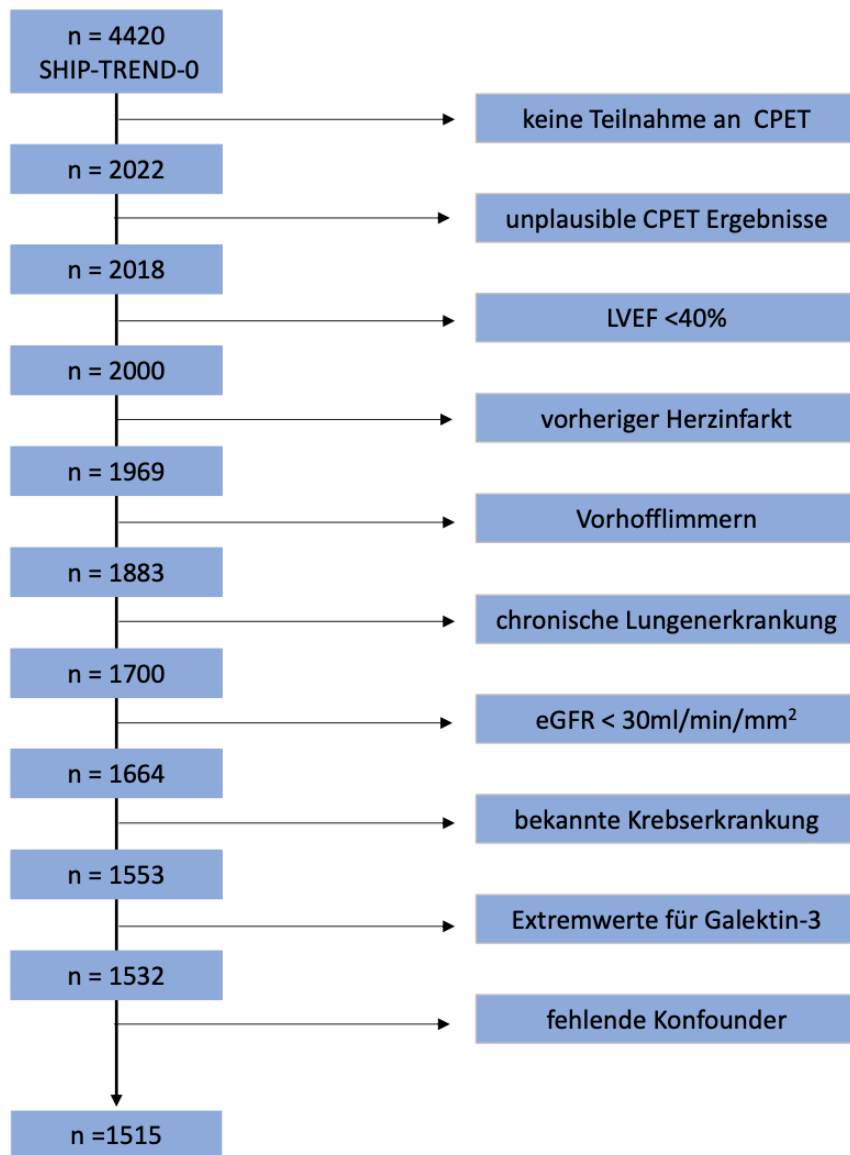 n = 4420
SHIP-TREND-0
keine Teilnahme an CPET
n = 2022
unplausible CPET Ergebnisse
n = 2018
LVEF <40%
n = 2000
vorheriger Herzinfarkt
n = 1969
Vorhofflimmern
n = 1883
chronische Lungenerkrankung
n = 1700
eGFR < 30ml/min/mm²
n = 1664
bekannte Krebserkrankung
n = 1553
Extremwerte für Galektin-3
n = 1532
fehlende Konfounder
n =1515